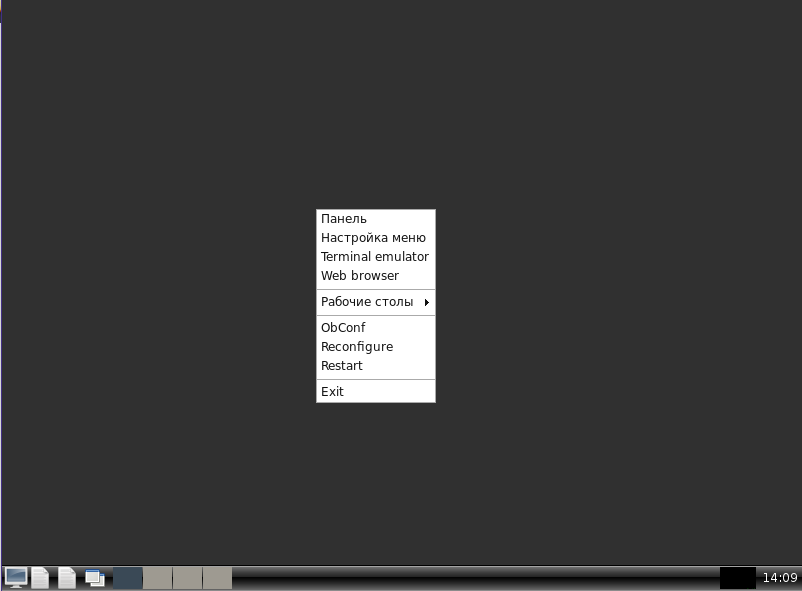 Панель
Настройка меню
Terminal emulator
Web browser
Рабочие столы
ObConf
Reconfigure
Restart
Exit
14:09